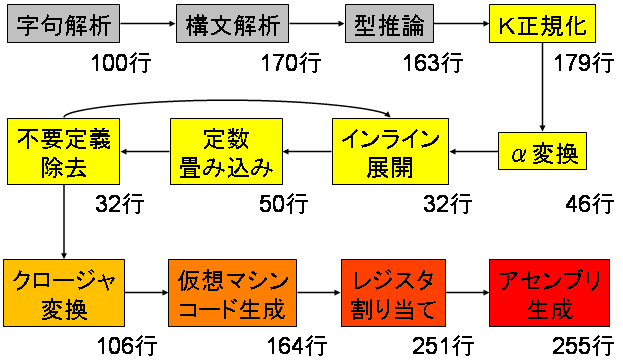 字句解析
構文解析
型推論
K正規化
100行
170行
163行
179行
不要定義
除去
定数
畳み込み
インライン
展開
α変換
32行
50行
32行
46行
クロージャ
変換
仮想マシン
コード生成
レジスタ
割り当て
アセンブリ
生成
106行
164行
251行
255行